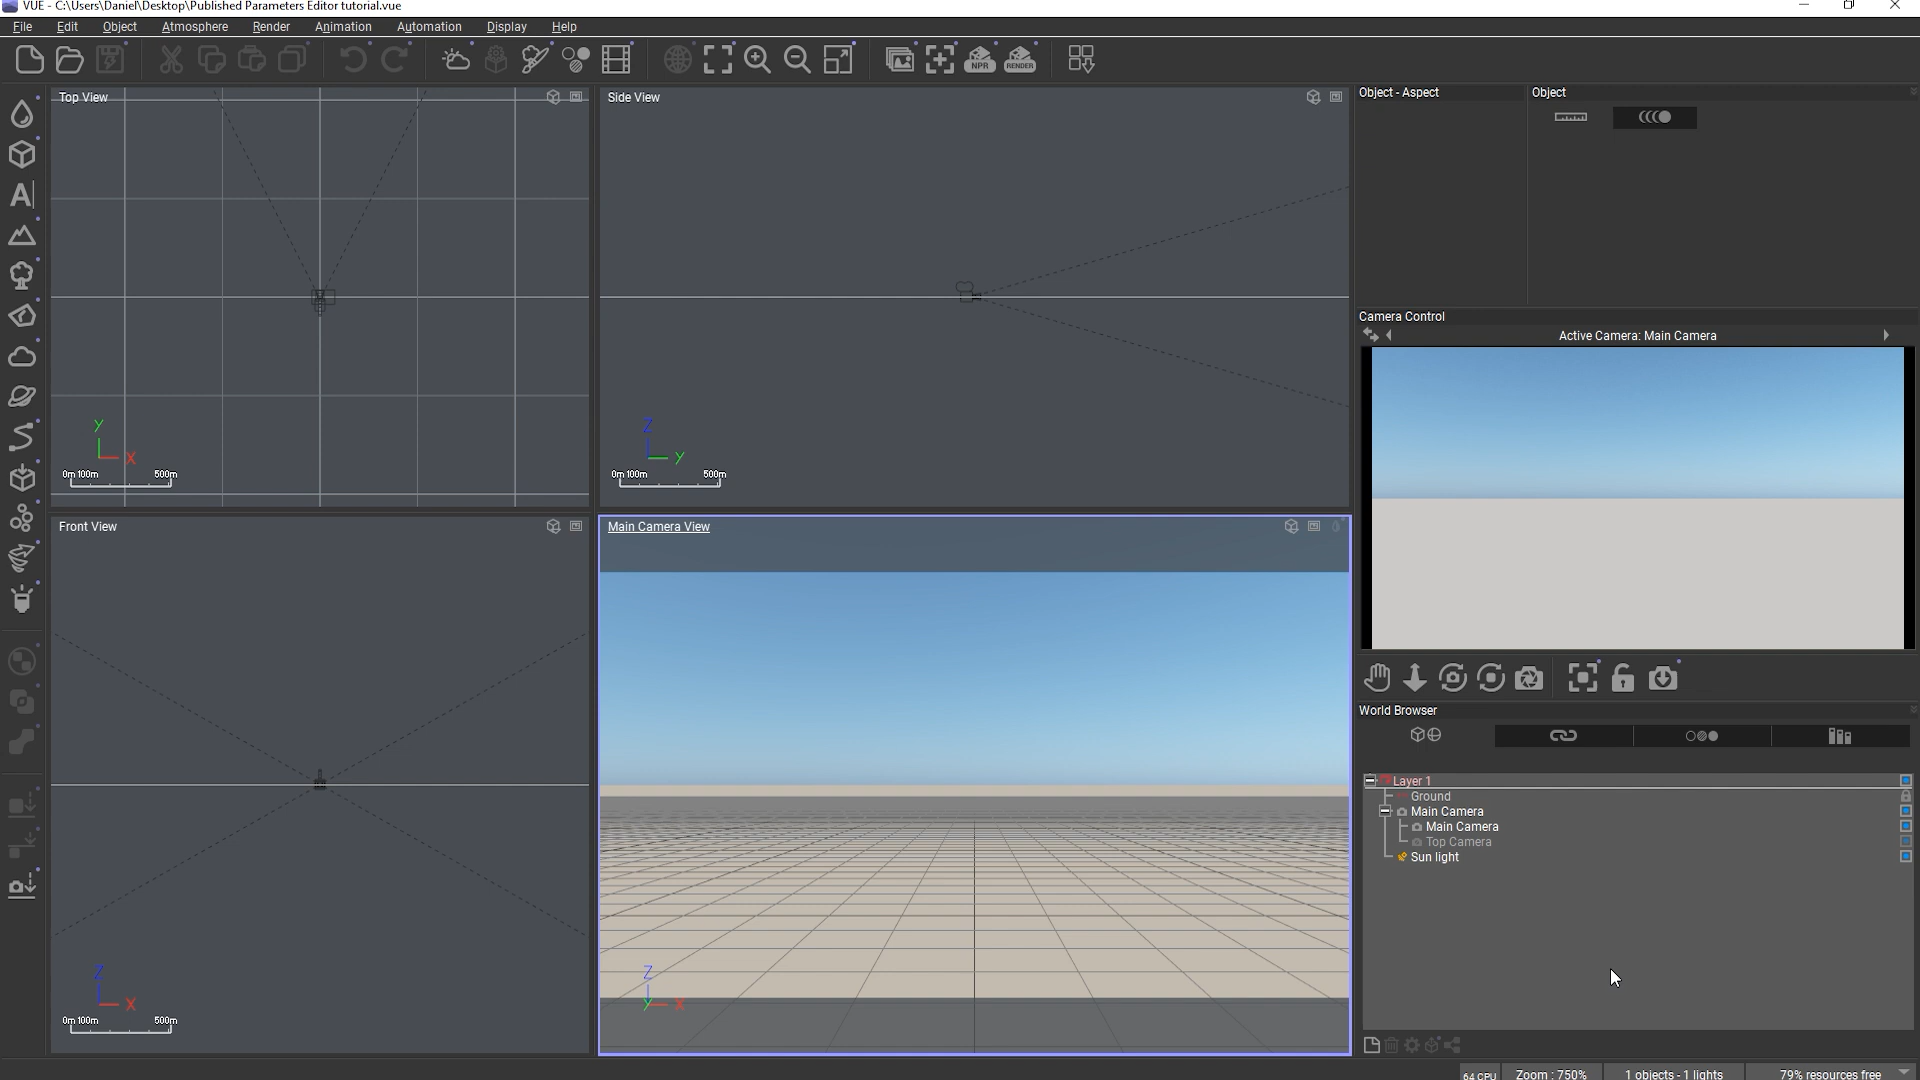 VUE - C:\Users\Daniel\Desktop\Published Parameters Editor tutorial.vue
File Edit Object Atmosphere Render Animation Automation Display Help
NPR RENDER
Top View
Y
X
0m 100m 500m
Side View
Z
Y
0m 100m 500m
Object - Aspect
Object
Camera Control
Active Camera: Main Camera
Front View
Z
X
0m 100m 500m
Main Camera View
Z
Y X
World Browser
Layer 1
Ground
Main Camera
Main Camera
Top Camera
Sun light
64 CPU Zoom : 750% 1 objects - 1 lights 79% resources free